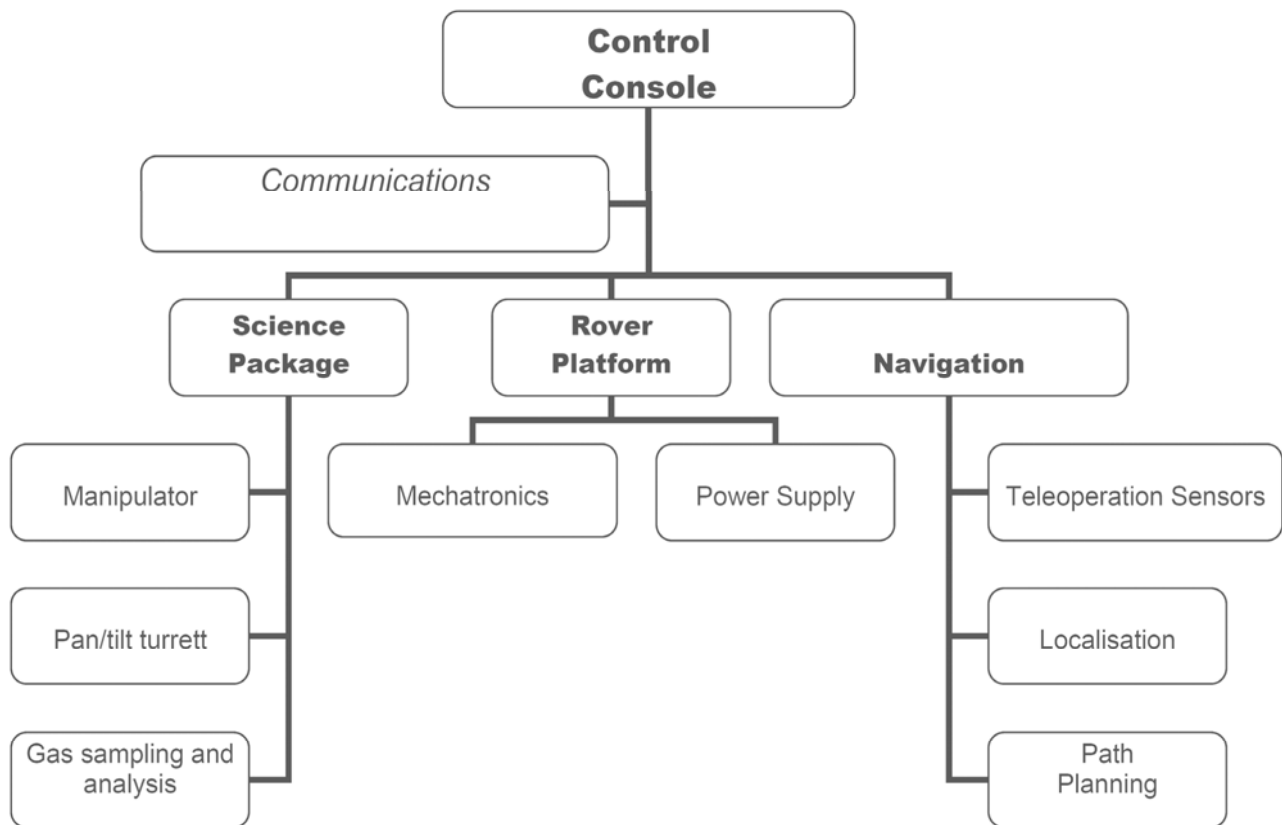 Control
Console
Communications
Science
Package
Rover
Platform
Navigation
Manipulator
Mechatronics
Power Supply
Teleoperation Sensors
Pan/tilt turrett
Localisation
Gas sampling and
analysis
Path
Planning